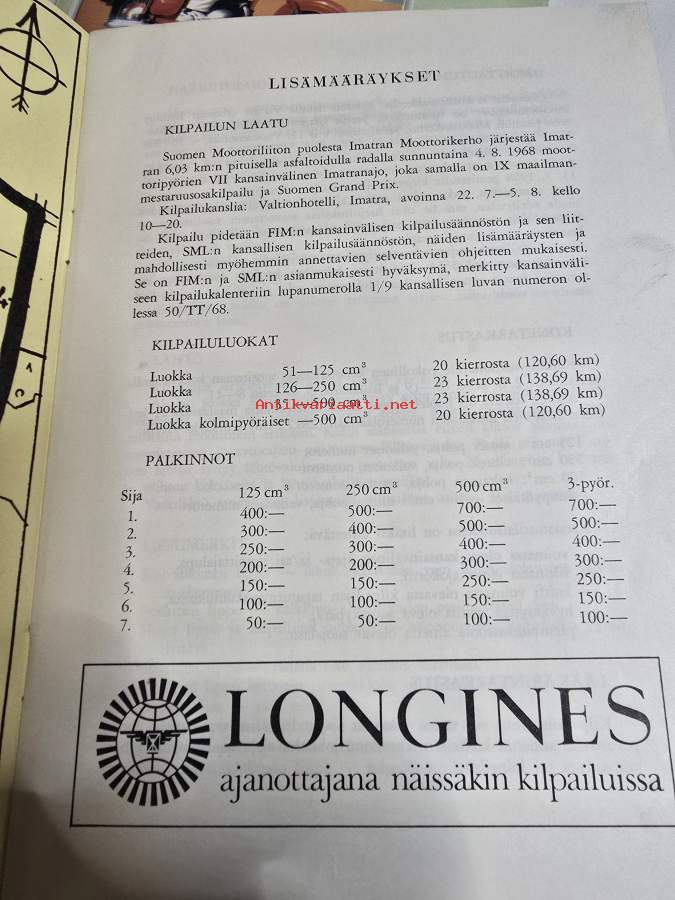 LISÄMÄÄRÄYKSET
KILPAILUN LAATU
Suomen Moottoriliiton puolesta Imatran Moottorikerho järjestää Imat-
ran 6,03 km:n pituisella asfaltoidulla radalla sunnuntaina 4. 8. 1968 moot-
toripyörien VII kansainvälinen Imatranajo, joka samalla on IX maailman-
mestaruusosakilpailu ja Suomen Grand Prix.
Kilpailukanslia: Valtionhotelli, Imatra, avoinna 22. 7.—5. 8. kello
10—20.
Kilpailu pidetään FIM:n kansainvälisen kilpailusäännöstön ja sen liit-
teiden, SML:n kansallisen kilpailusäännöstön, näiden lisämääräysten ja
mahdollisesti myöhemmin annettavien selventävien ohjeitten mukaisesti.
Se on FIM:n ja SML:n asianmukaisesti hyväksymä, merkitty kansainväli-
seen kilpailukalenteriin lupanumerolla 1/9 kansallisen luvan numeron ol-
lessa 50/TT/68.
KILPAILULUOKAT
Luokka 51—125 cm³ 20 kierrosta (120,60 km)
Luokka 126—250 cm³ 23 kierrosta (138,69 km)
Luokka 351—500 cm³ 23 kierrosta (138,69 km)
Antikvariaatti.net
Luokka kolmipyöräiset —500 cm³ 20 kierrosta (120,60 km)
PALKINNOT
Sija 125 cm³ 250 cm³ 500 cm³ 3-pyör.
1. 400:— 500:— 700:— 700:—
2. 300:— 400:— 500:— 500:—
3. 250:— 300:— 400:— 400:—
4. 200:— 200:— 300:— 300:—
5. 150:— 150:— 250:— 250:—
6. 100:— 100:— 150:— 150:—
7. 50:— 50:— 100:— 100:—
LONGINES
ajanottajana näissäkin kilpailuissa